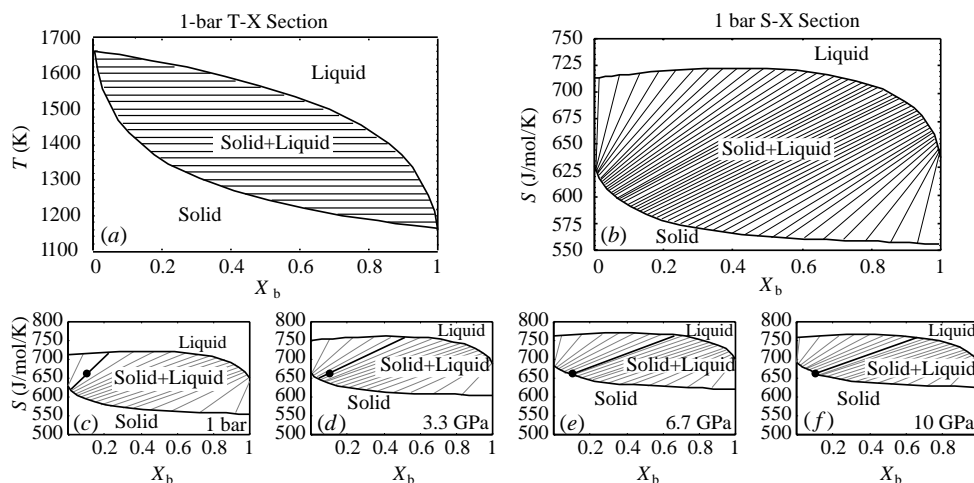 1-bar T-X Section
1700
1600
1500
1400
1300
1200
1100
T (K)
Liquid
Solid+Liquid
Solid
(a)
0 0.2 0.4 0.6 0.8 1
X b
1 bar S-X Section
750
725
700
675
650
625
600
575
550
S (J/mol/K)
Liquid
Solid+Liquid
Solid
(b)
0 0.2 0.4 0.6 0.8 1
X b
800
750
700
650
600
550
500
S (J/mol/K)
Liquid
Solid+Liquid
Solid
(c) 1 bar
0 0.2 0.4 0.6 0.8 1
X b
800
750
700
650
600
550
500
Liquid
Solid+Liquid
Solid
(d) 3.3 GPa
0 0.2 0.4 0.6 0.8 1
X b
800
750
700
650
600
550
500
Liquid
Solid+Liquid
Solid
(e) 6.7 GPa
0 0.2 0.4 0.6 0.8 1
X b
800
750
700
650
600
550
500
Liquid
Solid+Liquid
Solid
(f) 10 GPa
0 0.2 0.4 0.6 0.8 1
X b